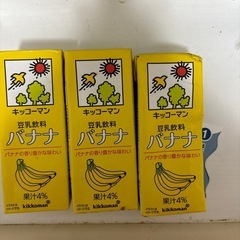 キッコーマン
豆乳飲料
バナナ
バナナの香り豊かな味わい
果汁4%
kikkoman
キッコーマン
豆乳飲料
バナナ
バナナの香り豊かな味わい
果汁4%
kikkoman
キッコーマン
豆乳飲料
バナナ
バナナの香り豊かな味わい
果汁4%
kikkoman